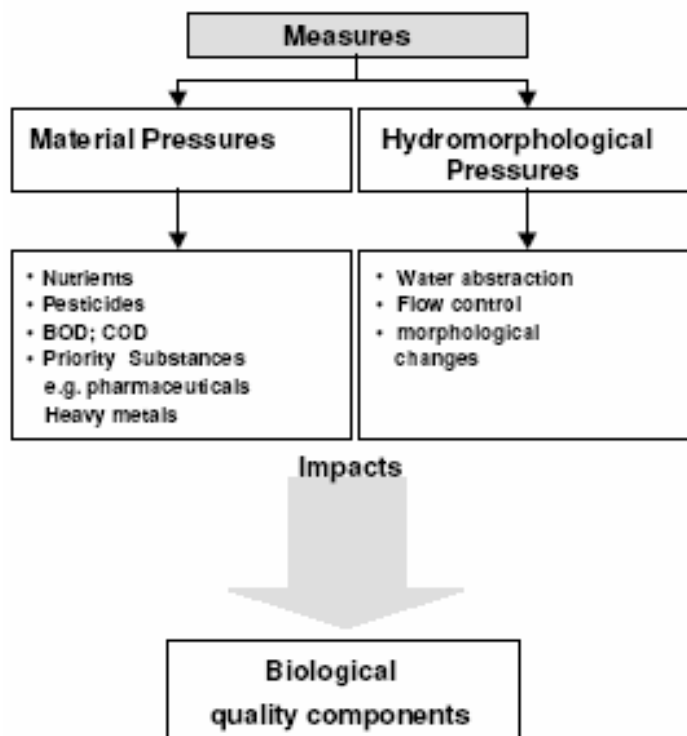 Measures
Material Pressures
Hydromorphological
Pressures
• Nutrients
• Pesticides
• BOD; COD
• Priority Substances
e.g. pharmaceuticals
Heavy metals
• Water abstraction
• Flow control
• morphological
changes
Impacts
Biological
quality components